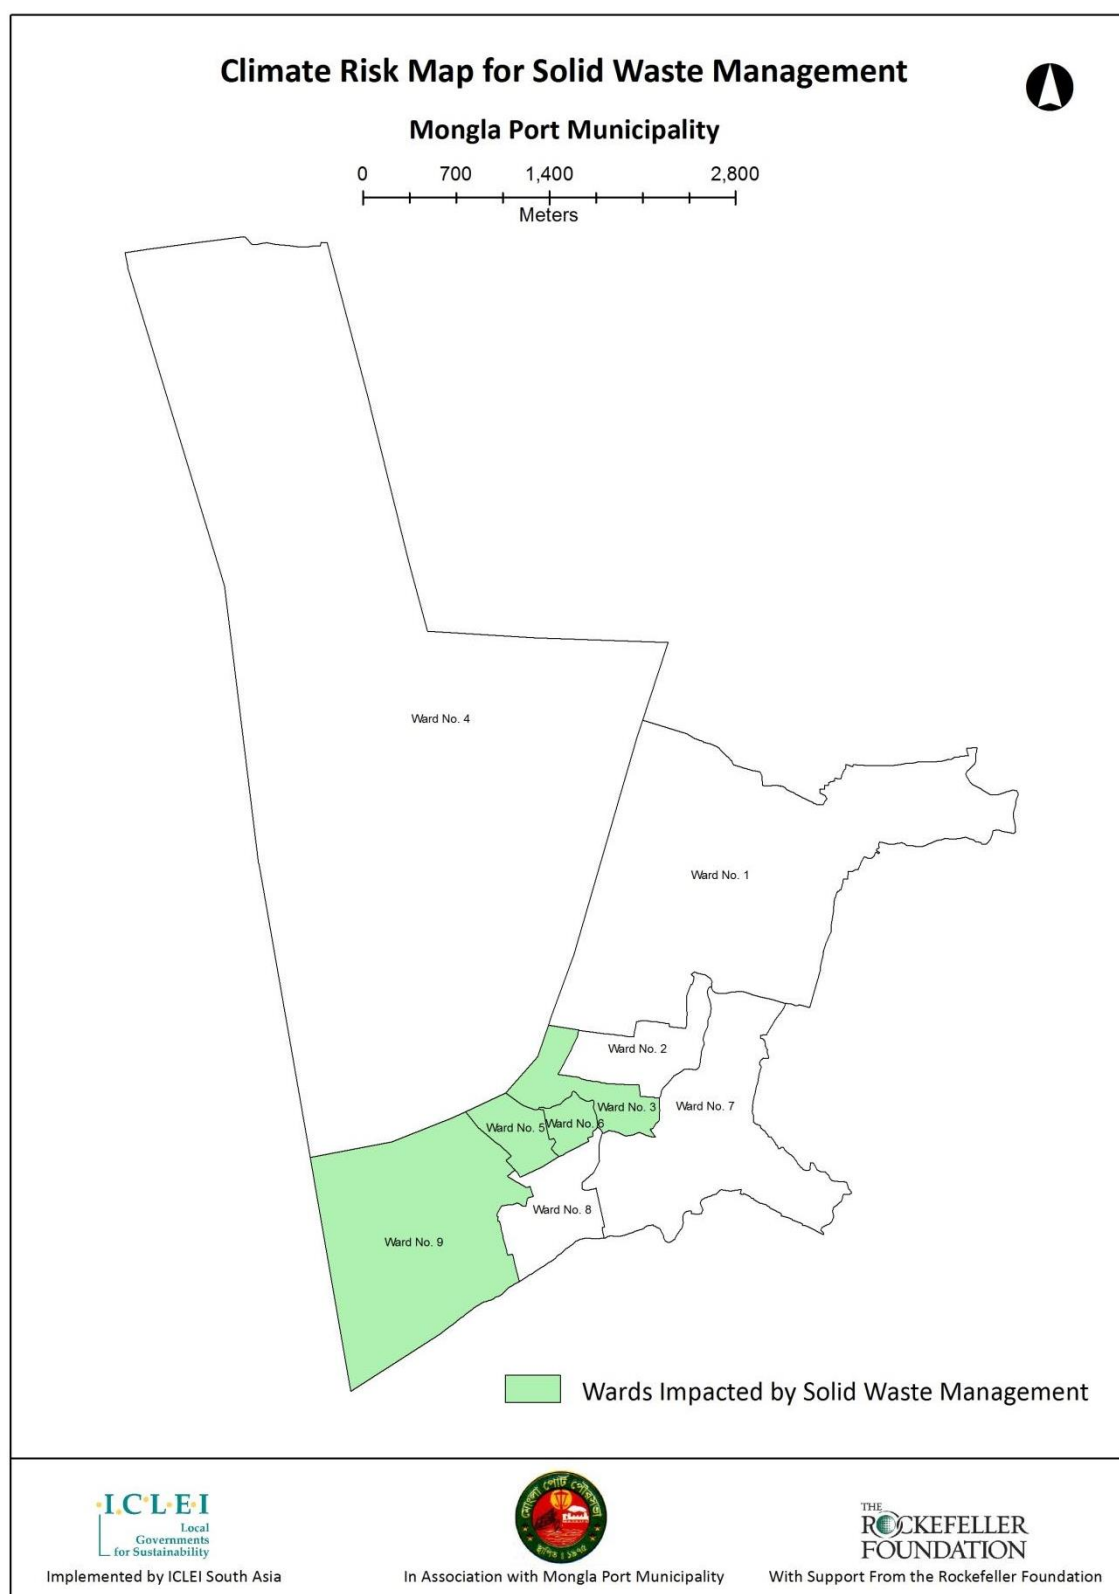 Climate Risk Map for Solid Waste Management
Mongla Port Municipality
0 700 1,400 2,800
Meters
Ward No. 4
Ward No. 1
Ward No. 2
Ward No. 3
Ward No. 7
Ward No. 5
Ward No. 6
Ward No. 8
Ward No. 9
Wards Impacted by Solid Waste Management
I.C.L.E.I
Local
Governments
for Sustainability
মোংলা পোর্ট পৌরসভা
স্থাপিত । ১৯৭৫
THE
ROCKEFELLER
FOUNDATION
Implemented by ICLEI South Asia
In Association with Mongla Port Municipality
With Support From the Rockefeller Foundation